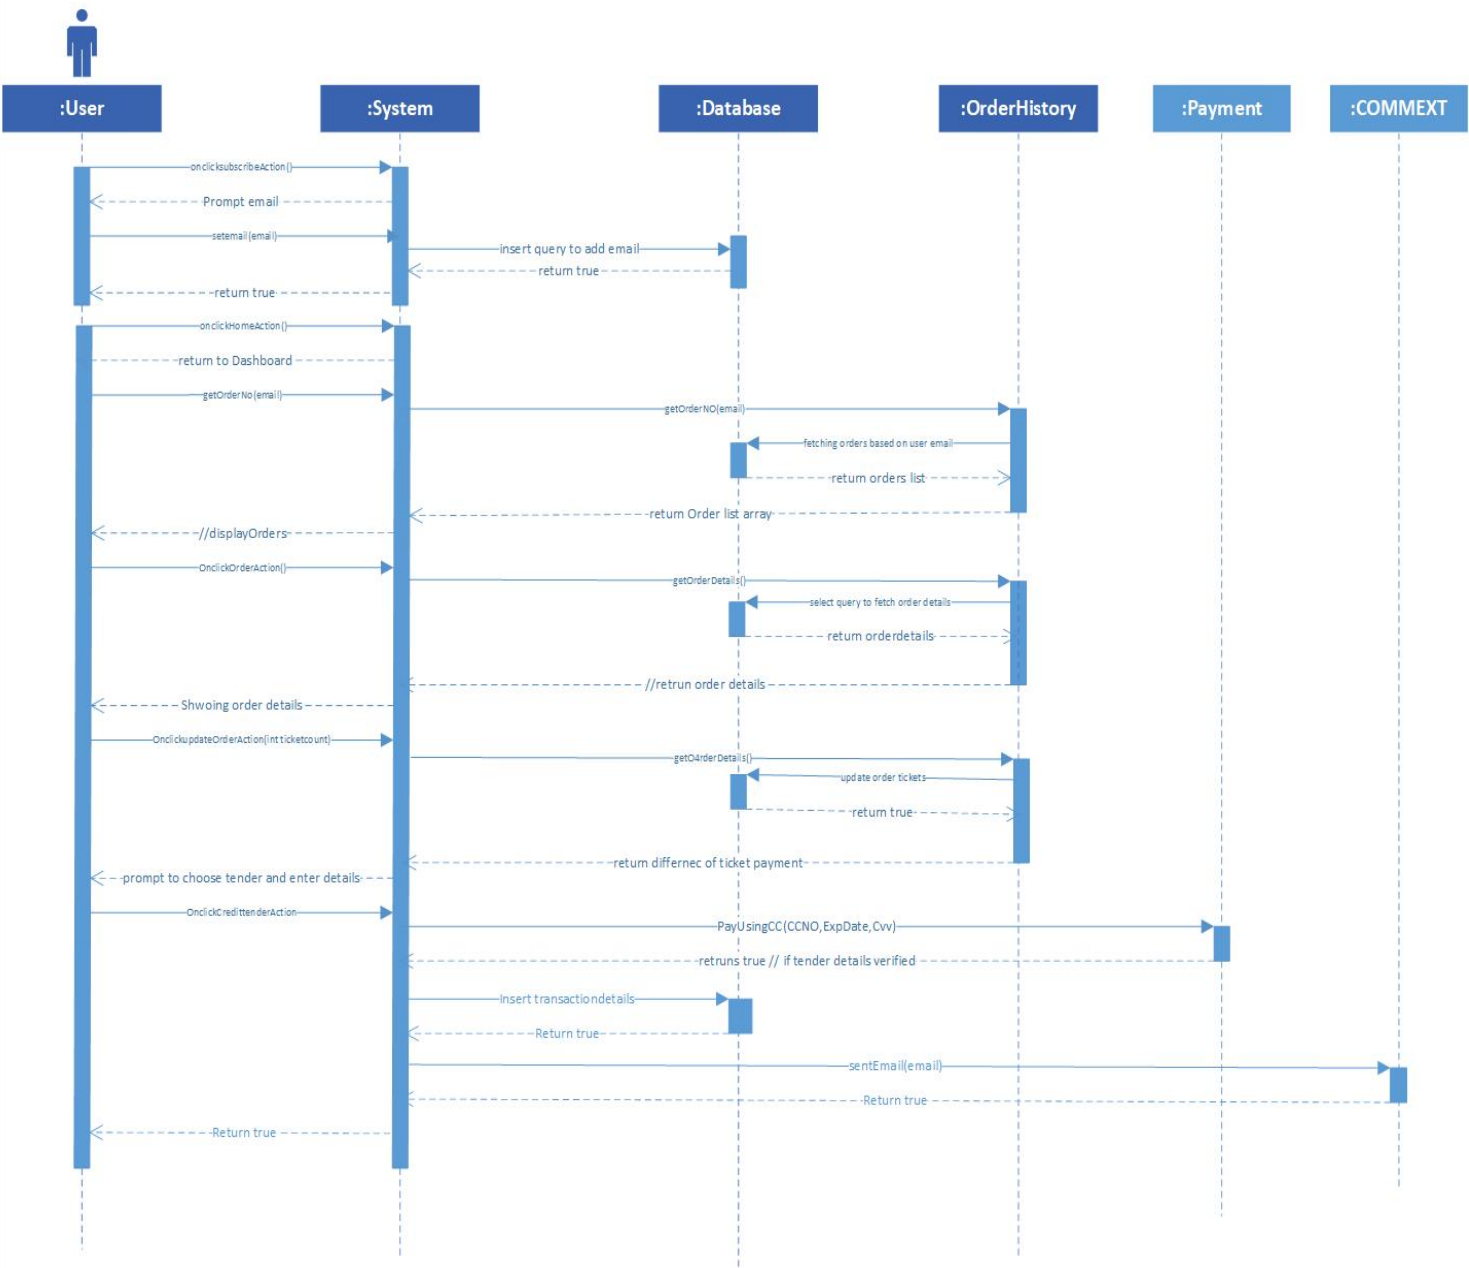 :User
:System
:Database
:OrderHistory
:Payment
:COMMEXT
onclicksubscribeAction()
Prompt email
setemail(email)
insert query to add email
return true
return true
onclickHomeAction()
return to Dashboard
getOrderNo(email)
getOrderNO(email)
fetching orders based on user email
return orders list
return Order list array
//displayOrders
OnclickOrderAction()
getOrderDetails()
select query to fetch order details
return orderdetails
//retrun order details
Shwoing order details
OnclickupdateOrderAction(int ticketcount)
getO4rderDetails()
update order tickets
return true
return differnec of ticket payment
prompt to choose tender and enter details
OnclickCredittenderAction
PayUsingCC(CCNO,ExpDate,Cvv)
retruns true // if tender details verified
Insert transactiondetails
Return true
sentEmail(email)
Return true
Return true